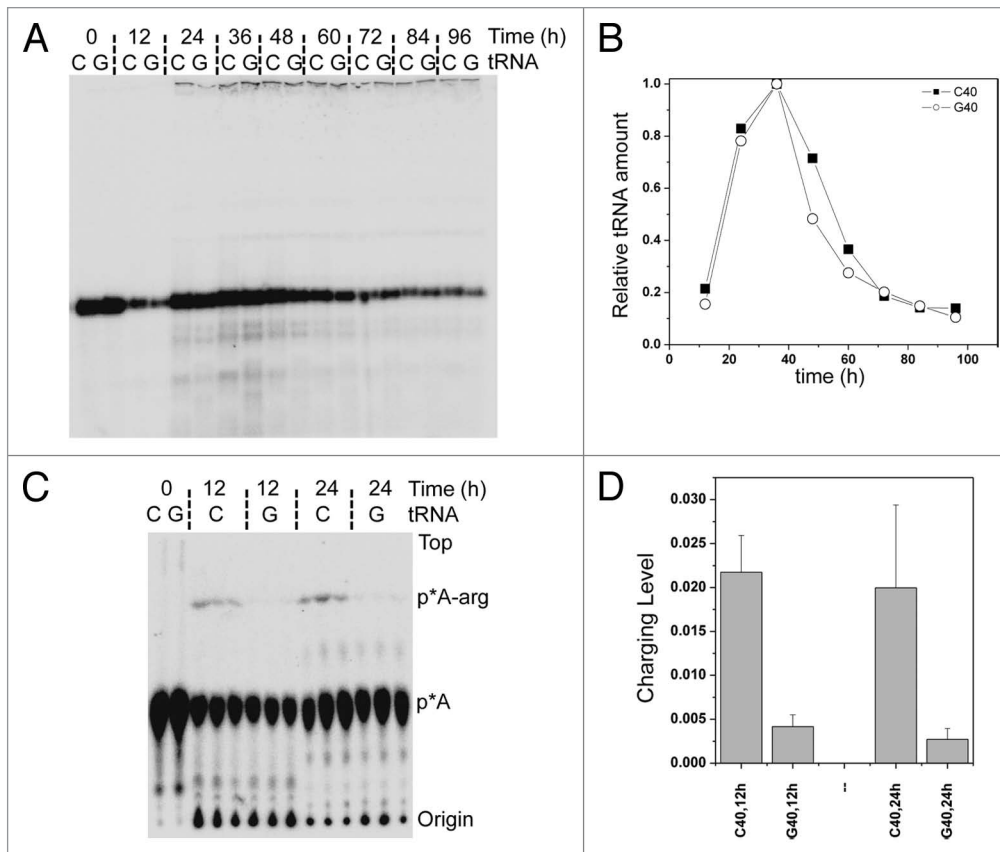 A
0 12 24 36 48 60 72 84 96 Time (h)
C G C G C G C G C G C G C G C G C G tRNA
B
1.0
0.8
0.6
0.4
0.2
0.0
0 20 40 60 80 100
Relative tRNA amount
time (h)
C40
G40
C
0 12 12 24 24 Time (h)
C G C G C G tRNA
Top
p*A-arg
p*A
Origin
D
0.030
0.025
0.020
0.015
0.010
0.005
0.000
Charging Level
C40,12h
G40,12h
--
C40,24h
G40,24h